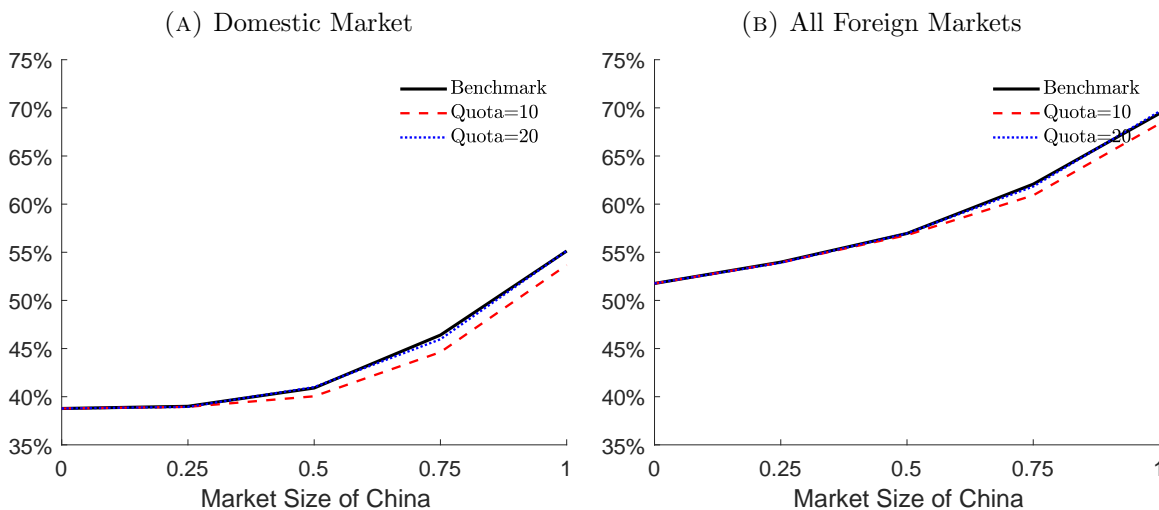 (A) Domestic Market
75%
70%
65%
60%
55%
50%
45%
40%
35%
Benchmark
Quota=10
Quota=20
0 0.25 0.5 0.75 1
Market Size of China
(B) All Foreign Markets
75%
70%
65%
60%
55%
50%
45%
40%
35%
Benchmark
Quota=10
Quota=20
0 0.25 0.5 0.75 1
Market Size of China